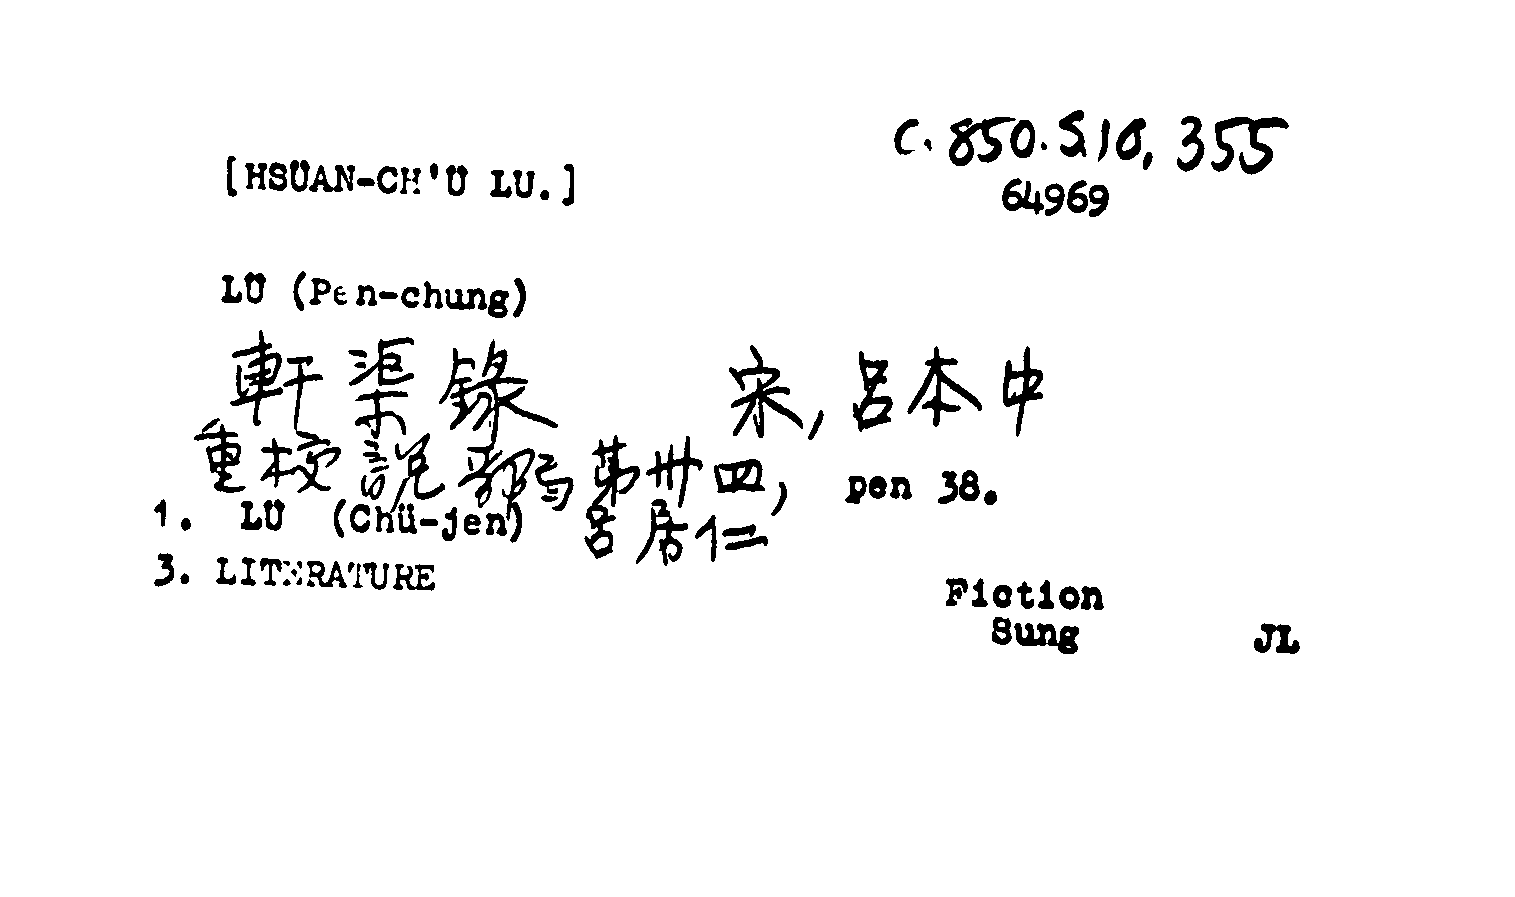 C. 850. S.10, 355
[HSÜAN-CH'Ü LU.]
64969
LÜ (Pen-chung)
軒渠錄 宋, 呂本中
重校說郛 第卅四, pen 38.
1. LÜ (Chü-jen) 呂居仁
3. LITERATURE
Fiction
Sung JL